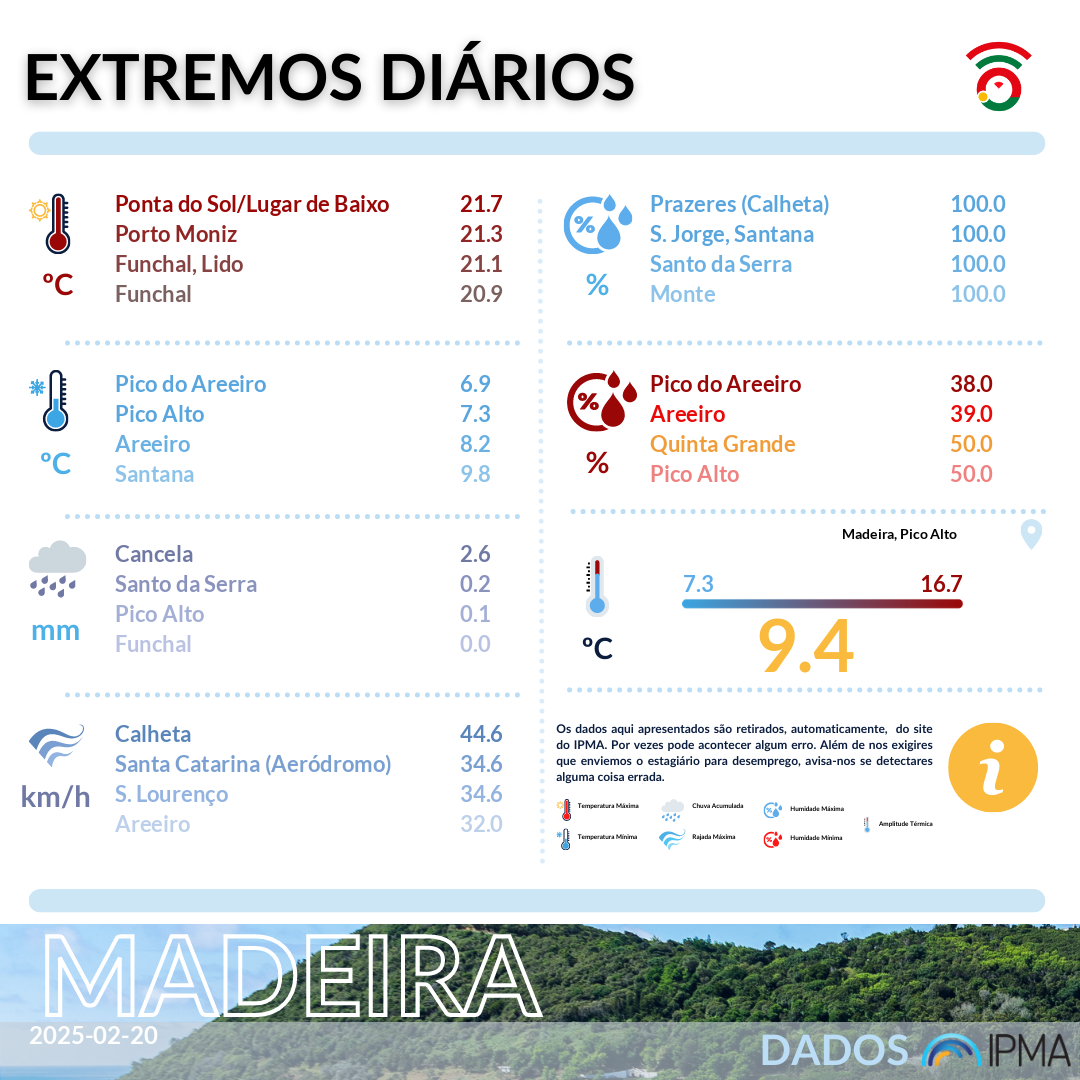 EXTREMOS DIÁRIOS
ºC
Ponta do Sol/Lugar de Baixo 21.7
Porto Moniz 21.3
Funchal, Lido 21.1
Funchal 20.9
ºC
Pico do Areeiro 6.9
Pico Alto 7.3
Areeiro 8.2
Santana 9.8
mm
Cancela 2.6
Santo da Serra 0.2
Pico Alto 0.1
Funchal 0.0
km/h
Calheta 44.6
Santa Catarina (Aeródromo) 34.6
S. Lourenço 34.6
Areeiro 32.0
%
%
Prazeres (Calheta) 100.0
S. Jorge, Santana 100.0
Santo da Serra 100.0
Monte 100.0
%
%
Pico do Areeiro 38.0
Areeiro 39.0
Quinta Grande 50.0
Pico Alto 50.0
Madeira, Pico Alto
7.3 16.7
9.4
ºC
Os dados aqui apresentados são retirados, automaticamente, do site
do IPMA. Por vezes pode acontecer algum erro. Além de nos exigires
que enviemos o estagiário para desemprego, avisa-nos se detectares
alguma coisa errada.
i
Temperatura Máxima Chuva Acumulada Humidade Máxima
Amplitude Térmica
Temperatura Mínima Rajada Máxima Humidade Mínima
MADEIRA
2025-02-20
DADOS IPMA